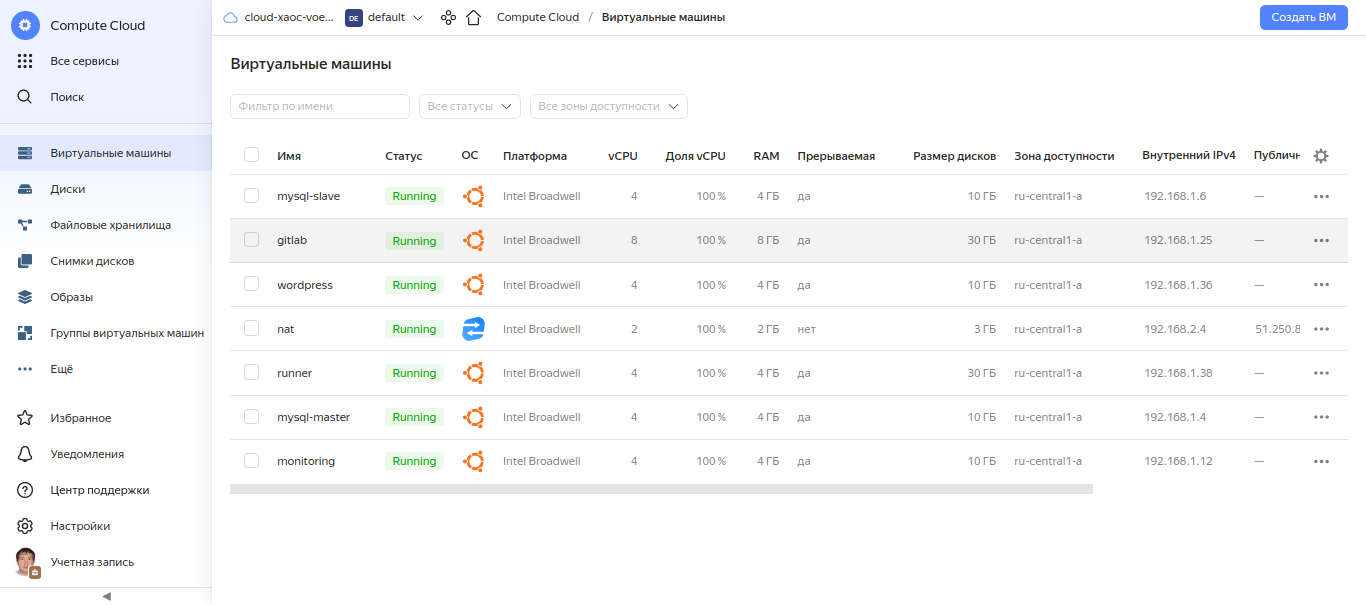 Compute Cloud
Все сервисы
Поиск
Виртуальные машины
Диски
Файловые хранилища
Снимки дисков
Образы
Группы виртуальных машин
Ещё
Избранное
Уведомления
Центр поддержки
Настройки
Учетная запись
cloud-xaoc-voe... DE default Compute Cloud / Виртуальные машины Создать ВМ
Виртуальные машины
Фильтр по имени Все статусы Все зоны доступности
Имя Статус ОС Платформа vCPU Доля vCPU RAM Прерываемая Размер дисков Зона доступности Внутренний IPv4 Публичн
mysql-slave Running Intel Broadwell 4 100 % 4 ГБ да 10 ГБ ru-central1-a 192.168.1.6 —
gitlab Running Intel Broadwell 8 100 % 8 ГБ да 30 ГБ ru-central1-a 192.168.1.25 —
wordpress Running Intel Broadwell 4 100 % 4 ГБ да 10 ГБ ru-central1-a 192.168.1.36 —
nat Running Intel Broadwell 2 100 % 2 ГБ нет 3 ГБ ru-central1-a 192.168.2.4 51.250.8
runner Running Intel Broadwell 4 100 % 4 ГБ да 30 ГБ ru-central1-a 192.168.1.38 —
mysql-master Running Intel Broadwell 4 100 % 4 ГБ да 10 ГБ ru-central1-a 192.168.1.4 —
monitoring Running Intel Broadwell 4 100 % 4 ГБ да 10 ГБ ru-central1-a 192.168.1.12 —